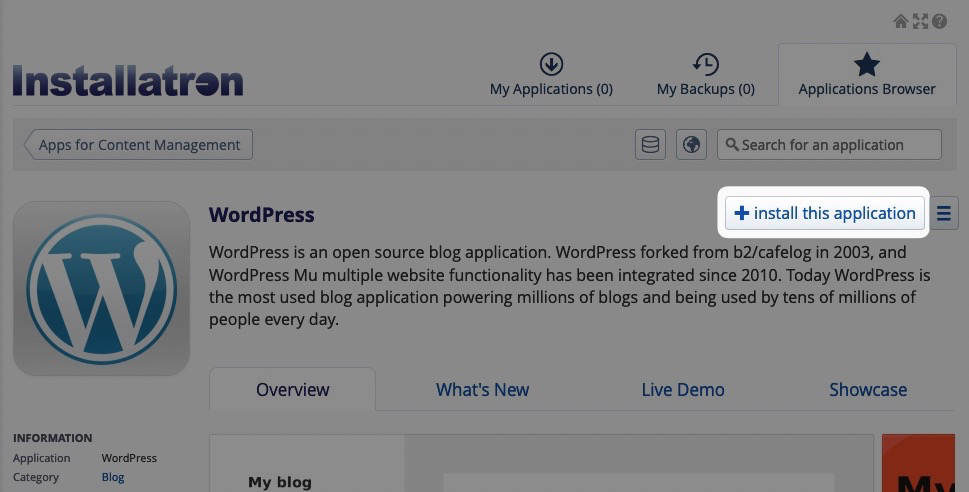 Installatron
My Applications (0)
My Backups (0)
Applications Browser
Apps for Content Management
Search for an application
WordPress
+ install this application
WordPress is an open source blog application. WordPress forked from b2/cafelog in 2003, and
WordPress Mu multiple website functionality has been integrated since 2010. Today WordPress is
the most used blog application powering millions of blogs and being used by tens of millions of
people every day.
Overview
What's New
Live Demo
Showcase
INFORMATION
Application WordPress
Category Blog
My blog
My